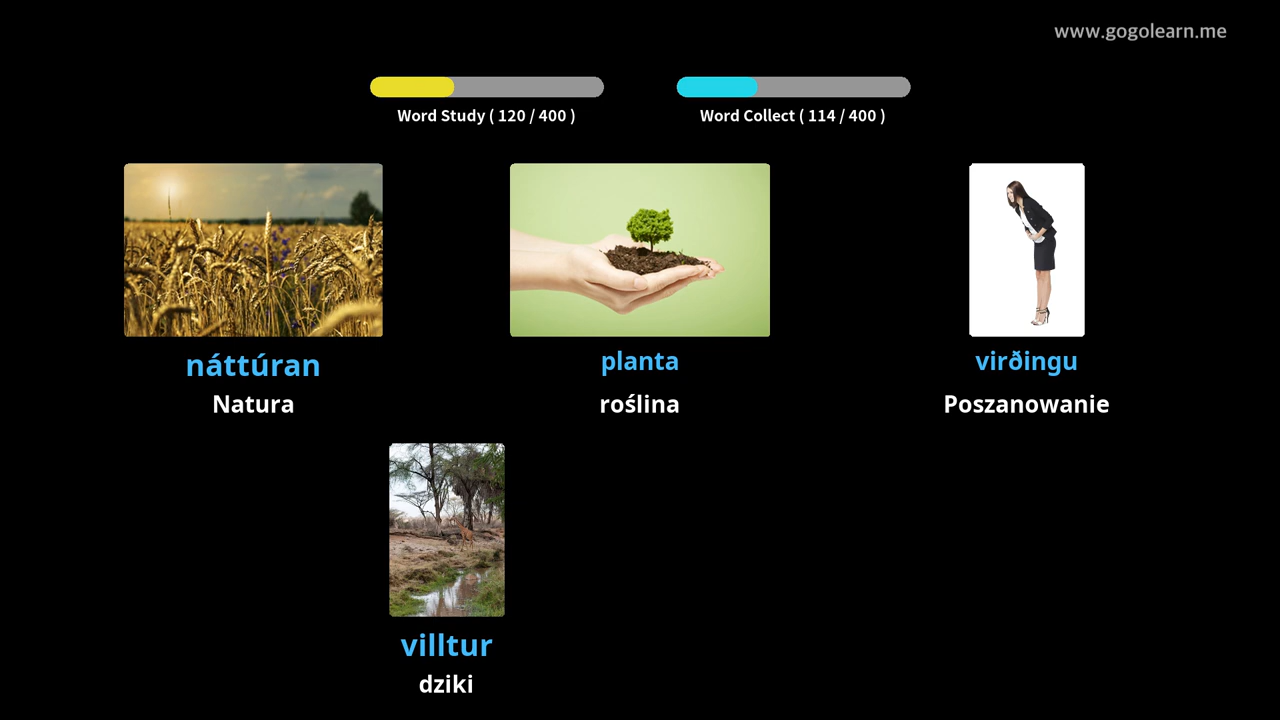 www.gogolearn.me
Word Study ( 120 / 400 )
Word Collect ( 114 / 400 )
náttúran
Natura
planta
roślina
virðingu
Poszanowanie
villtur
dziki